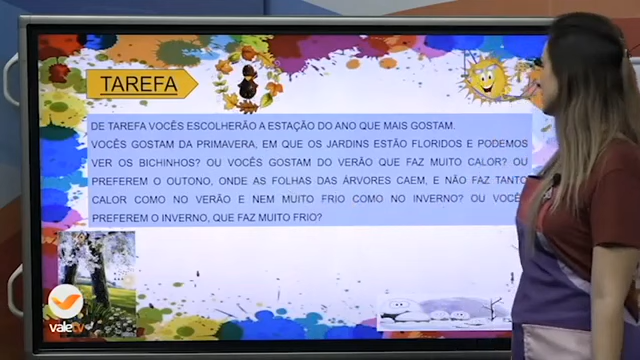 TAREFA
DE TAREFA VOCÊS ESCOLHERÃO A ESTAÇÃO DO ANO QUE MAIS GOSTAM.
VOCÊS GOSTAM DA PRIMAVERA, EM QUE OS JARDINS ESTÃO FLORIDOS E PODEMOS
VER OS BICHINHOS? OU VOCÊS GOSTAM DO VERÃO QUE FAZ MUITO CALOR? OU
PREFEREM O OUTONO, ONDE AS FOLHAS DAS ÁRVORES CAEM, E NÃO FAZ TANTO
CALOR COMO NO VERÃO E NEM MUITO FRIO COMO NO INVERNO? OU VOCÊ
PREFEREM O INVERNO, QUE FAZ MUITO FRIO?
valetv